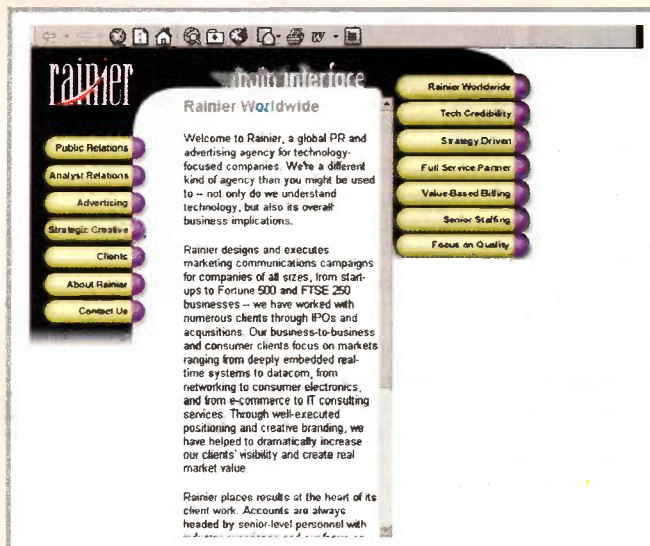 rainier
interface
Rainier Worldwide
Public Relations
Analyst Relations
Advertising
Strategic Creative
Clients
About Rainier
Contact Us
Welcome to Rainier, a global PR and
advertising agency for technology-
focused companies. We're a different
kind of agency than you might be used
to -- not only do we understand
technology, but also its overall
business implications.
Rainier designs and executes
marketing communications campaigns
for companies of all sizes, from start-
ups to Fortune 500 and FTSE 250
businesses -- we have worked with
numerous clients through IPOs and
acquisitions. Our business-to-business
and consumer clients focus on markets
ranging from deeply embedded real-
time systems to datacom, from
networking to consumer electronics,
and from e-commerce to IT consulting
services. Through well-executed
positioning and creative branding, we
have helped to dramatically increase
our clients' visibility and create real
market value
Rainier places results at the heart of its
client work. Accounts are always
headed by senior-level personnel with
Rainier Worldwide
Tech Credibility
Strategy Driven
Full Service Partner
Value-Based Billing
Senior Staffing
Focus on Quality